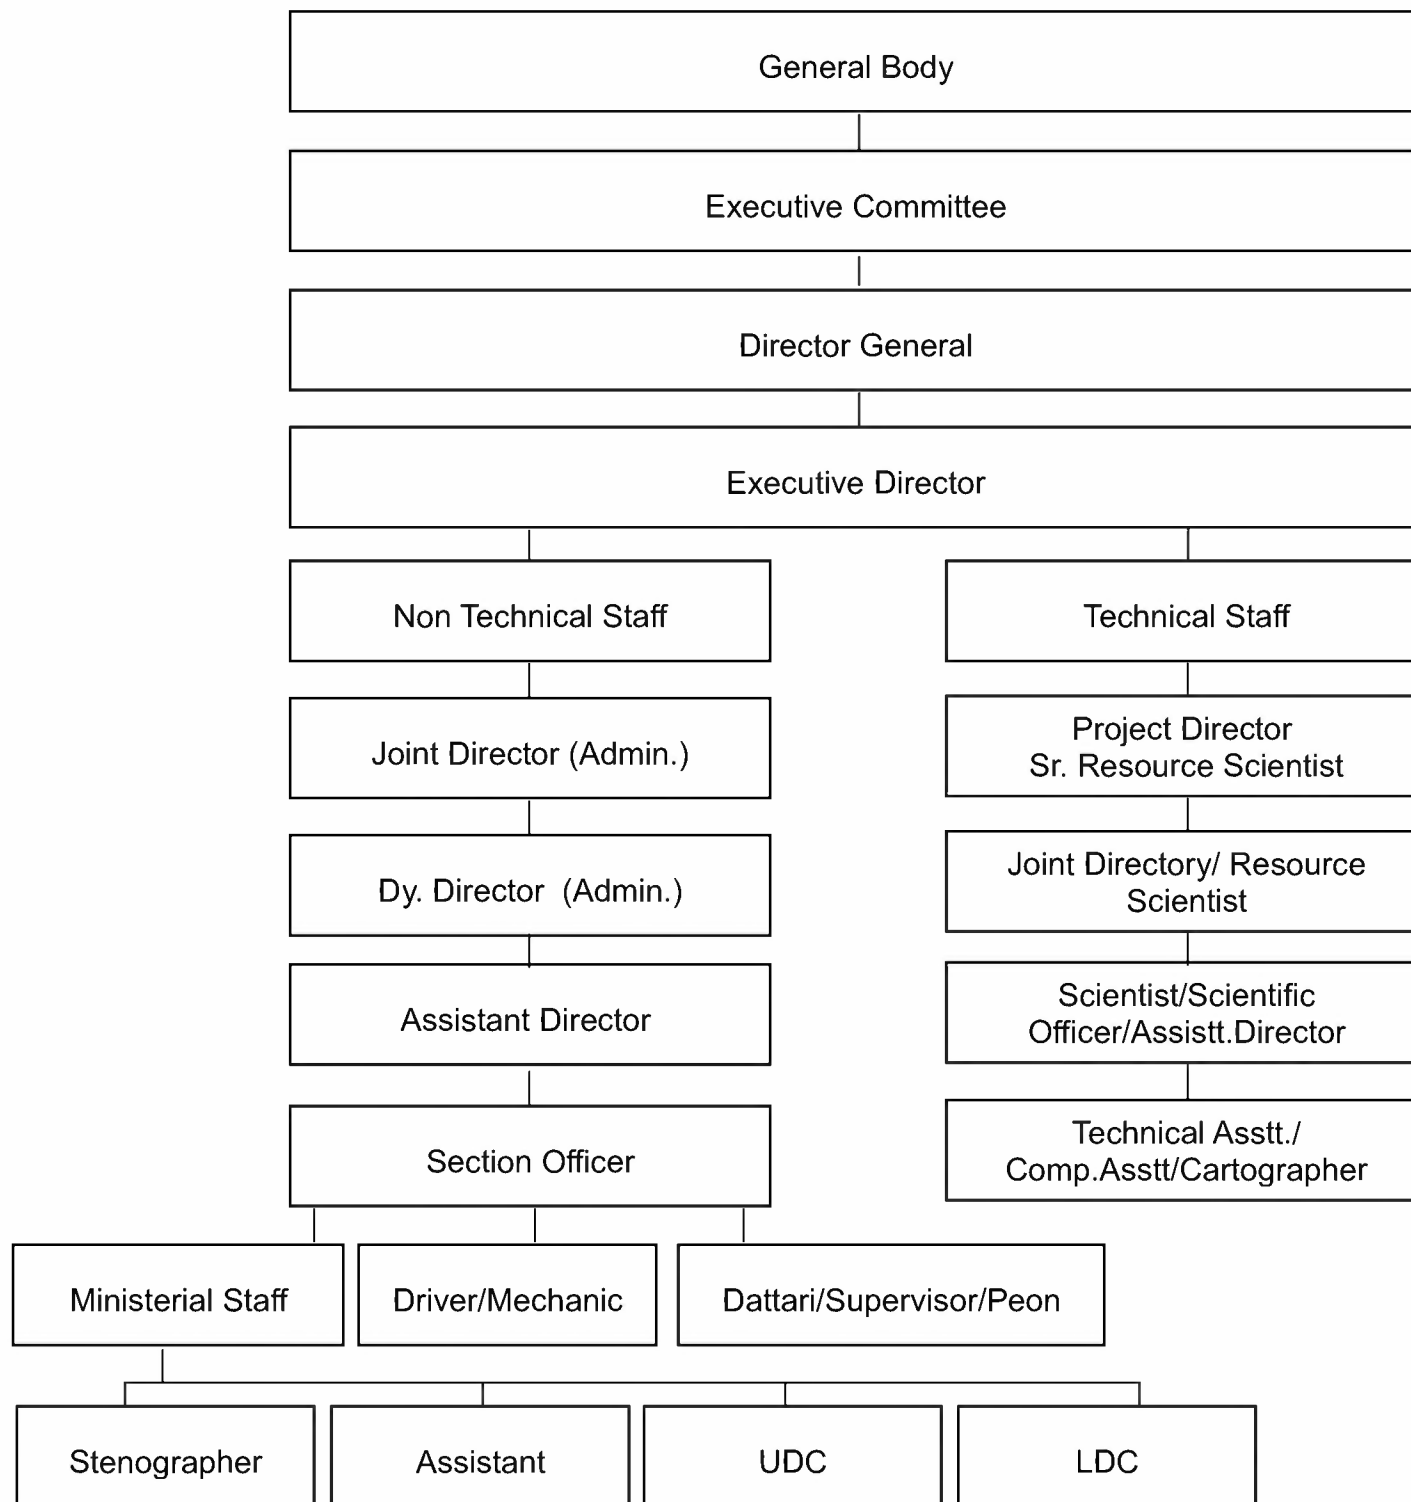 General Body
Executive Committee
Director General
Executive Director
Non Technical Staff
Technical Staff
Joint Director (Admin.)
Project Director
Sr. Resource Scientist
Dy. Director  (Admin.)
Joint Directory/ Resource
Scientist
Assistant Director
Scientist/Scientific
Officer/Assistt.Director
Section Officer
Technical Asstt./
Comp.Asstt/Cartographer
Ministerial Staff
Driver/Mechanic
Dattari/Supervisor/Peon
Stenographer
Assistant
UDC
LDC